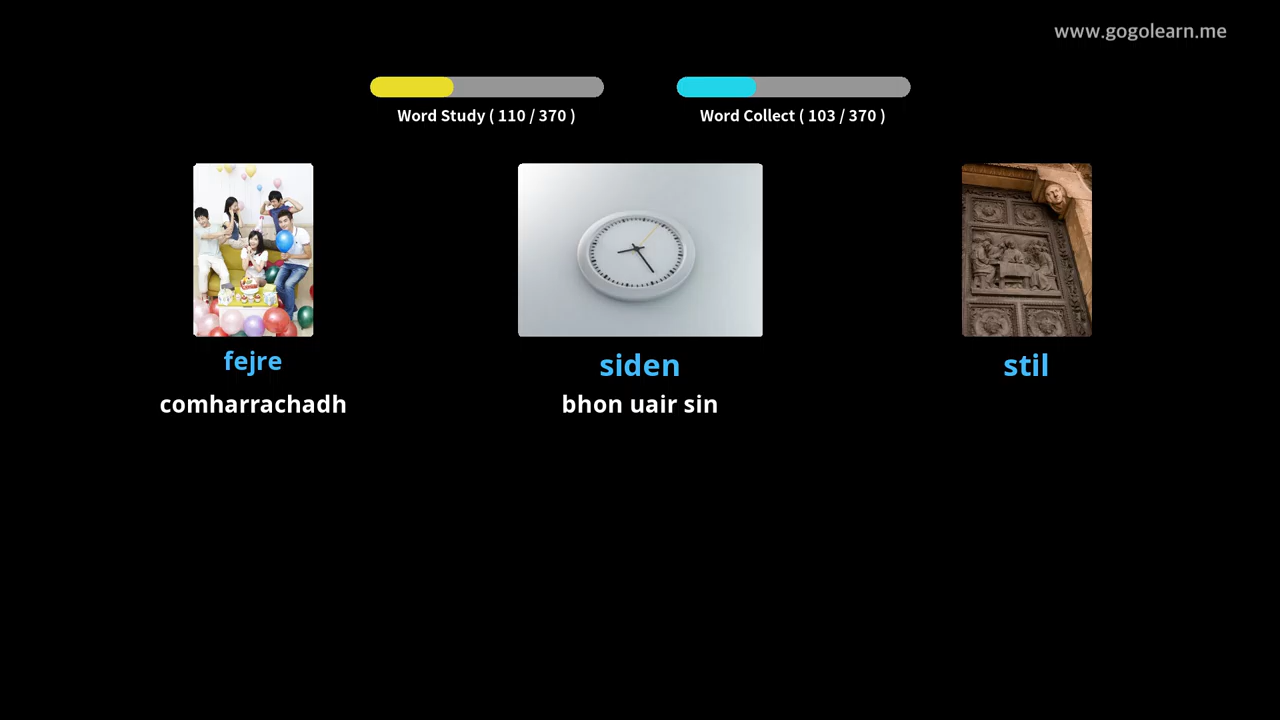 www.gogolearn.me
Word Study ( 110 / 370 )
Word Collect ( 103 / 370 )
fejre
siden
stil
comharrachadh
bhon uair sin